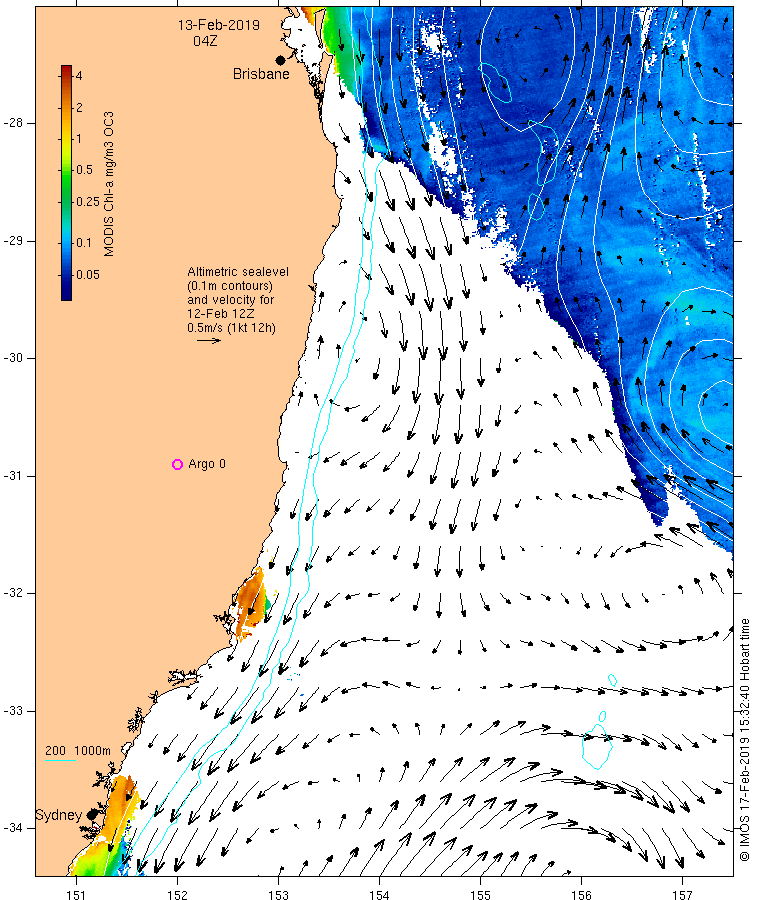 13-Feb-2019
04Z
Brisbane
4
2
1
0.5
0.25
0.1
0.05
MODIS Chl-a mg/m3 OC3
Altimetric sealevel
(0.1m contours)
and velocity for
12-Feb 12Z
0.5m/s (1kt 12h)
Argo 0
200 1000m
Sydney
-28
-29
-30
-31
-32
-33
-34
151
152
153
154
155
156
157
© IMOS 17-Feb-2019 15:32:40 Hobart time